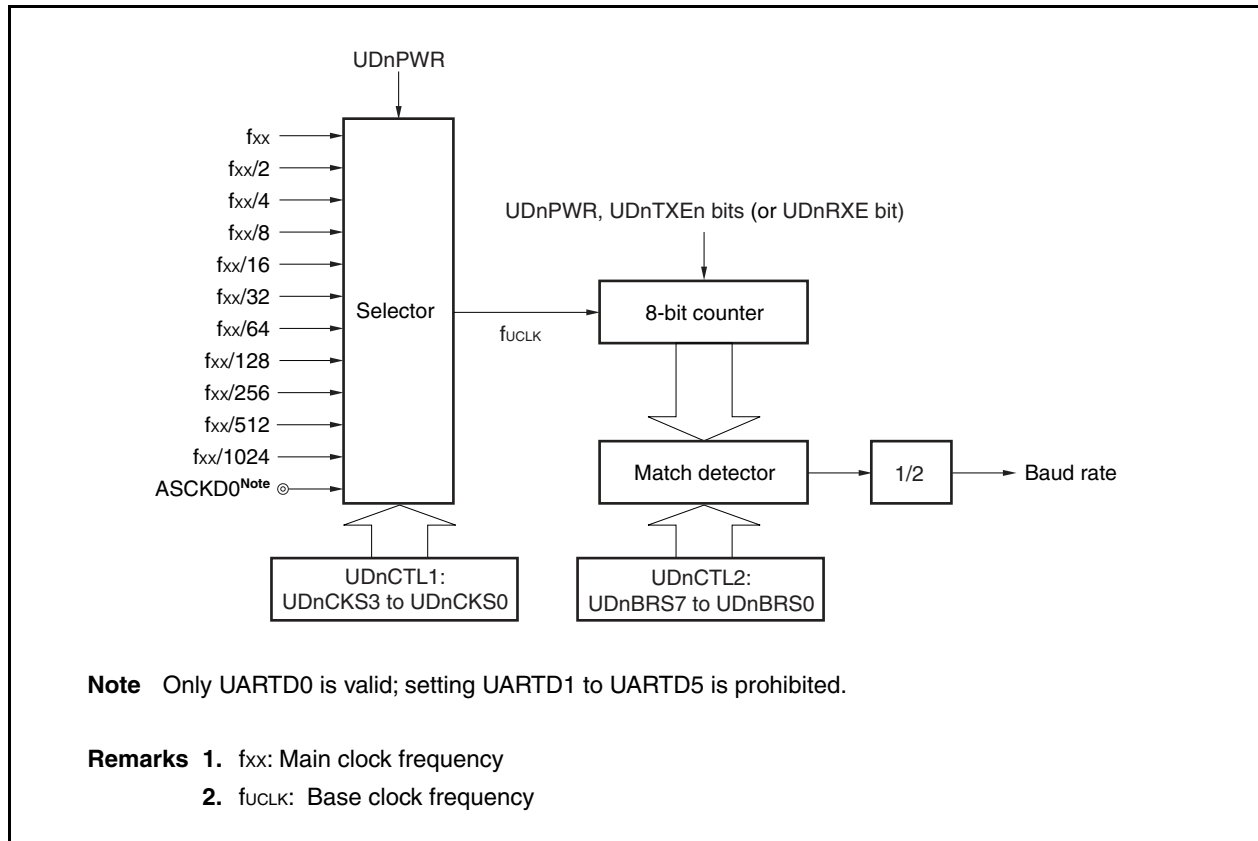 UDnPWR
fxx
fxx/2
fxx/4
fxx/8
fxx/16
fxx/32
fxx/64
fxx/128
fxx/256
fxx/512
fxx/1024
ASCKD0Note
Selector
fUCLK
UDnPWR, UDnTXEn bits (or UDnRXE bit)
8-bit counter
Match detector
1/2
Baud rate
UDnCTL1:
UDnCKS3 to UDnCKS0
UDnCTL2:
UDnBRS7 to UDnBRS0
Note Only UARTD0 is valid; setting UARTD1 to UARTD5 is prohibited.
Remarks 1. fxx: Main clock frequency
2. fUCLK: Base clock frequency